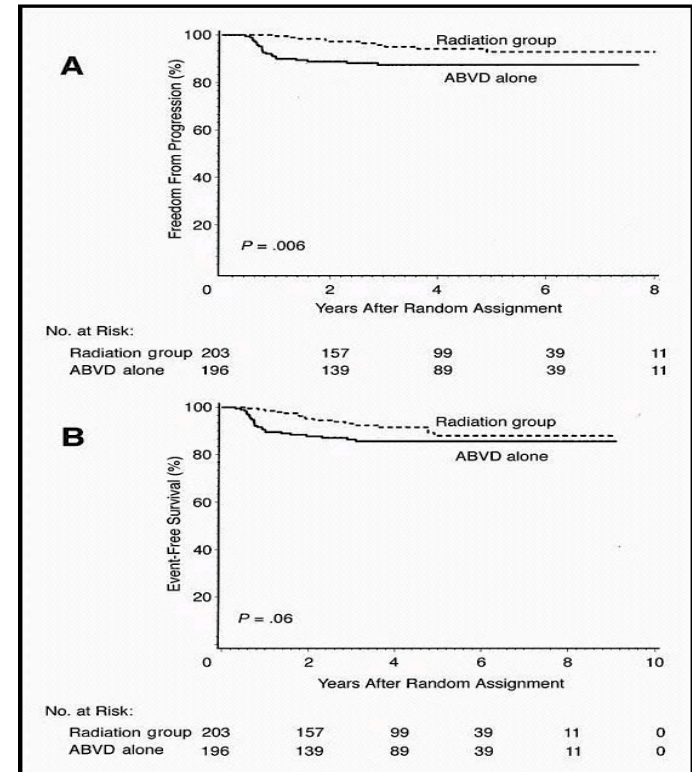 A
Freedom From Progression (%)
100
80
60
40
20
0
Radiation group
ABVD alone
P = .006
2 4 6 8
Years After Random Assignment
No. at Risk:
Radiation group 203 157 99 39 11
ABVD alone 196 139 89 39 11
B
Event-Free Survival (%)
100
80
60
40
20
0
Radiation group
ABVD alone
P = .06
2 4 6 8 10
Years After Random Assignment
No. at Risk:
Radiation group 203 157 99 39 11 0
ABVD alone 196 139 89 39 11 0